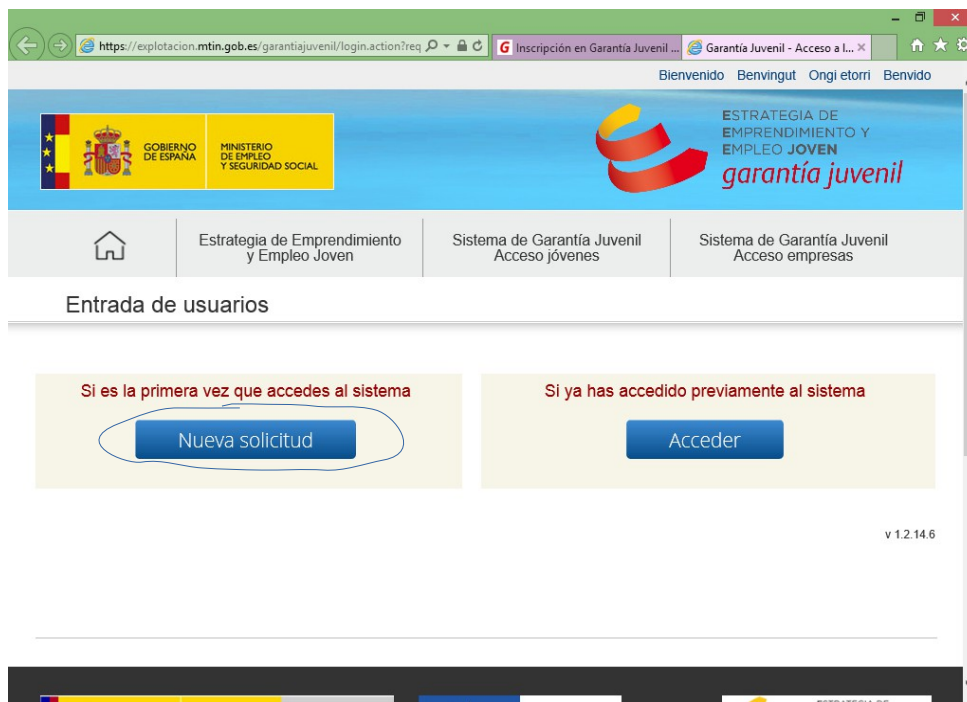 https://explotacion.mtin.gob.es/garantiajuvenil/login.action?req
Inscripción en Garantía Juvenil ...
Garantía Juvenil - Acceso a l...
Bienvenido Benvingut Ongi etorri Benvido
GOBIERNO
DE ESPAÑA
MINISTERIO
DE EMPLEO
Y SEGURIDAD SOCIAL
ESTRATEGIA DE
EMPRENDIMIENTO Y
EMPLEO JOVEN
garantía juvenil
Estrategia de Emprendimiento
y Empleo Joven
Sistema de Garantía Juvenil
Acceso jóvenes
Sistema de Garantía Juvenil
Acceso empresas
Entrada de usuarios
Si es la primera vez que accedes al sistema
Nueva solicitud
Si ya has accedido previamente al sistema
Acceder
v 1.2.14.6